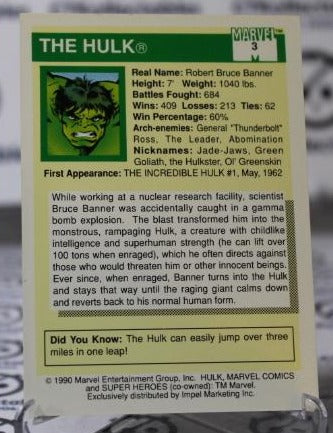 THE HULK®
MARVEL™
3
Real Name: Robert Bruce Banner
Height: 7' Weight: 1040 lbs.
Battles Fought: 684
Wins: 409 Losses: 213 Ties: 62
Win Percentage: 60%
Arch-enemies: General "Thunderbolt"
Ross, The Leader, Abomination
Nicknames: Jade-Jaws, Green
Goliath, the Hulkster, Ol' Greenskin
First Appearance: THE INCREDIBLE HULK #1, May, 1962
While working at a nuclear research facility, scientist
Bruce Banner was accidentally caught in a gamma
bomb explosion. The blast transformed him into the
monstrous, rampaging Hulk, a creature with childlike
intelligence and superhuman strength (he can lift over
100 tons when enraged), which he often directs against
those who would threaten him or other innocent beings.
Ever since, when enraged, Banner turns into the Hulk
and stays that way until the raging giant calms down
and reverts back to his normal human form.
Did You Know: The Hulk can easily jump over three
miles in one leap!
© 1990 Marvel Entertainment Group, Inc. HULK, MARVEL COMICS
and SUPER HEROES (co-owned): TM Marvel.
Exclusively distributed by Impel Marketing Inc.